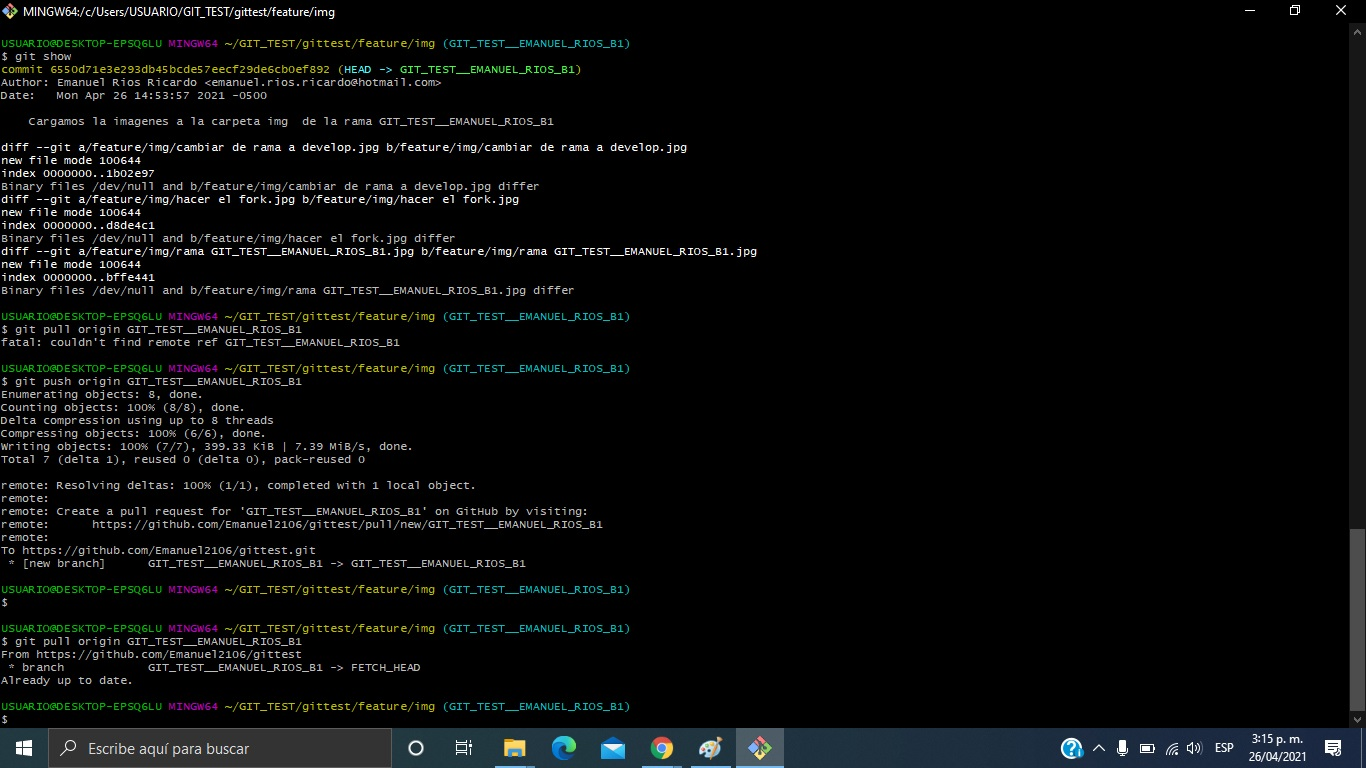 MINGW64:/c/Users/USUARIO/GIT_TEST/gittest/feature/img
USUARIO@DESKTOP-EPSQ6LU MINGW64 ~/GIT_TEST/gittest/feature/img (GIT_TEST__EMANUEL_RIOS_B1)
$ git show
commit 6550d71e3e293db45bcde57eecf29de6cb0ef892 (HEAD -> GIT_TEST__EMANUEL_RIOS_B1)
Author: Emanuel Rios Ricardo <emanuel.rios.ricardo@hotmail.com>
Date:   Mon Apr 26 14:53:57 2021 -0500
    Cargamos la imagenes a la carpeta img  de la rama GIT_TEST__EMANUEL_RIOS_B1
diff --git a/feature/img/cambiar de rama a develop.jpg b/feature/img/cambiar de rama a develop.jpg
new file mode 100644
index 0000000..1b02e97
Binary files /dev/null and b/feature/img/cambiar de rama a develop.jpg differ
diff --git a/feature/img/hacer el fork.jpg b/feature/img/hacer el fork.jpg
new file mode 100644
index 0000000..d8de4c1
Binary files /dev/null and b/feature/img/hacer el fork.jpg differ
diff --git a/feature/img/rama GIT_TEST__EMANUEL_RIOS_B1.jpg b/feature/img/rama GIT_TEST__EMANUEL_RIOS_B1.jpg
new file mode 100644
index 0000000..bffe441
Binary files /dev/null and b/feature/img/rama GIT_TEST__EMANUEL_RIOS_B1.jpg differ
USUARIO@DESKTOP-EPSQ6LU MINGW64 ~/GIT_TEST/gittest/feature/img (GIT_TEST__EMANUEL_RIOS_B1)
$ git pull origin GIT_TEST__EMANUEL_RIOS_B1
fatal: couldn't find remote ref GIT_TEST__EMANUEL_RIOS_B1
USUARIO@DESKTOP-EPSQ6LU MINGW64 ~/GIT_TEST/gittest/feature/img (GIT_TEST__EMANUEL_RIOS_B1)
$ git push origin GIT_TEST__EMANUEL_RIOS_B1
Enumerating objects: 8, done.
Counting objects: 100% (8/8), done.
Delta compression using up to 8 threads
Compressing objects: 100% (6/6), done.
Writing objects: 100% (7/7), 399.33 KiB | 7.39 MiB/s, done.
Total 7 (delta 1), reused 0 (delta 0), pack-reused 0
remote: Resolving deltas: 100% (1/1), completed with 1 local object.
remote:
remote: Create a pull request for 'GIT_TEST__EMANUEL_RIOS_B1' on GitHub by visiting:
remote:      https://github.com/Emanuel2106/gittest/pull/new/GIT_TEST__EMANUEL_RIOS_B1
remote:
To https://github.com/Emanuel2106/gittest.git
 * [new branch]      GIT_TEST__EMANUEL_RIOS_B1 -> GIT_TEST__EMANUEL_RIOS_B1
USUARIO@DESKTOP-EPSQ6LU MINGW64 ~/GIT_TEST/gittest/feature/img (GIT_TEST__EMANUEL_RIOS_B1)
$
USUARIO@DESKTOP-EPSQ6LU MINGW64 ~/GIT_TEST/gittest/feature/img (GIT_TEST__EMANUEL_RIOS_B1)
$ git pull origin GIT_TEST__EMANUEL_RIOS_B1
From https://github.com/Emanuel2106/gittest
 * branch            GIT_TEST__EMANUEL_RIOS_B1 -> FETCH_HEAD
Already up to date.
USUARIO@DESKTOP-EPSQ6LU MINGW64 ~/GIT_TEST/gittest/feature/img (GIT_TEST__EMANUEL_RIOS_B1)
$
Escribe aquí para buscar
ESP
3:15 p. m.
26/04/2021